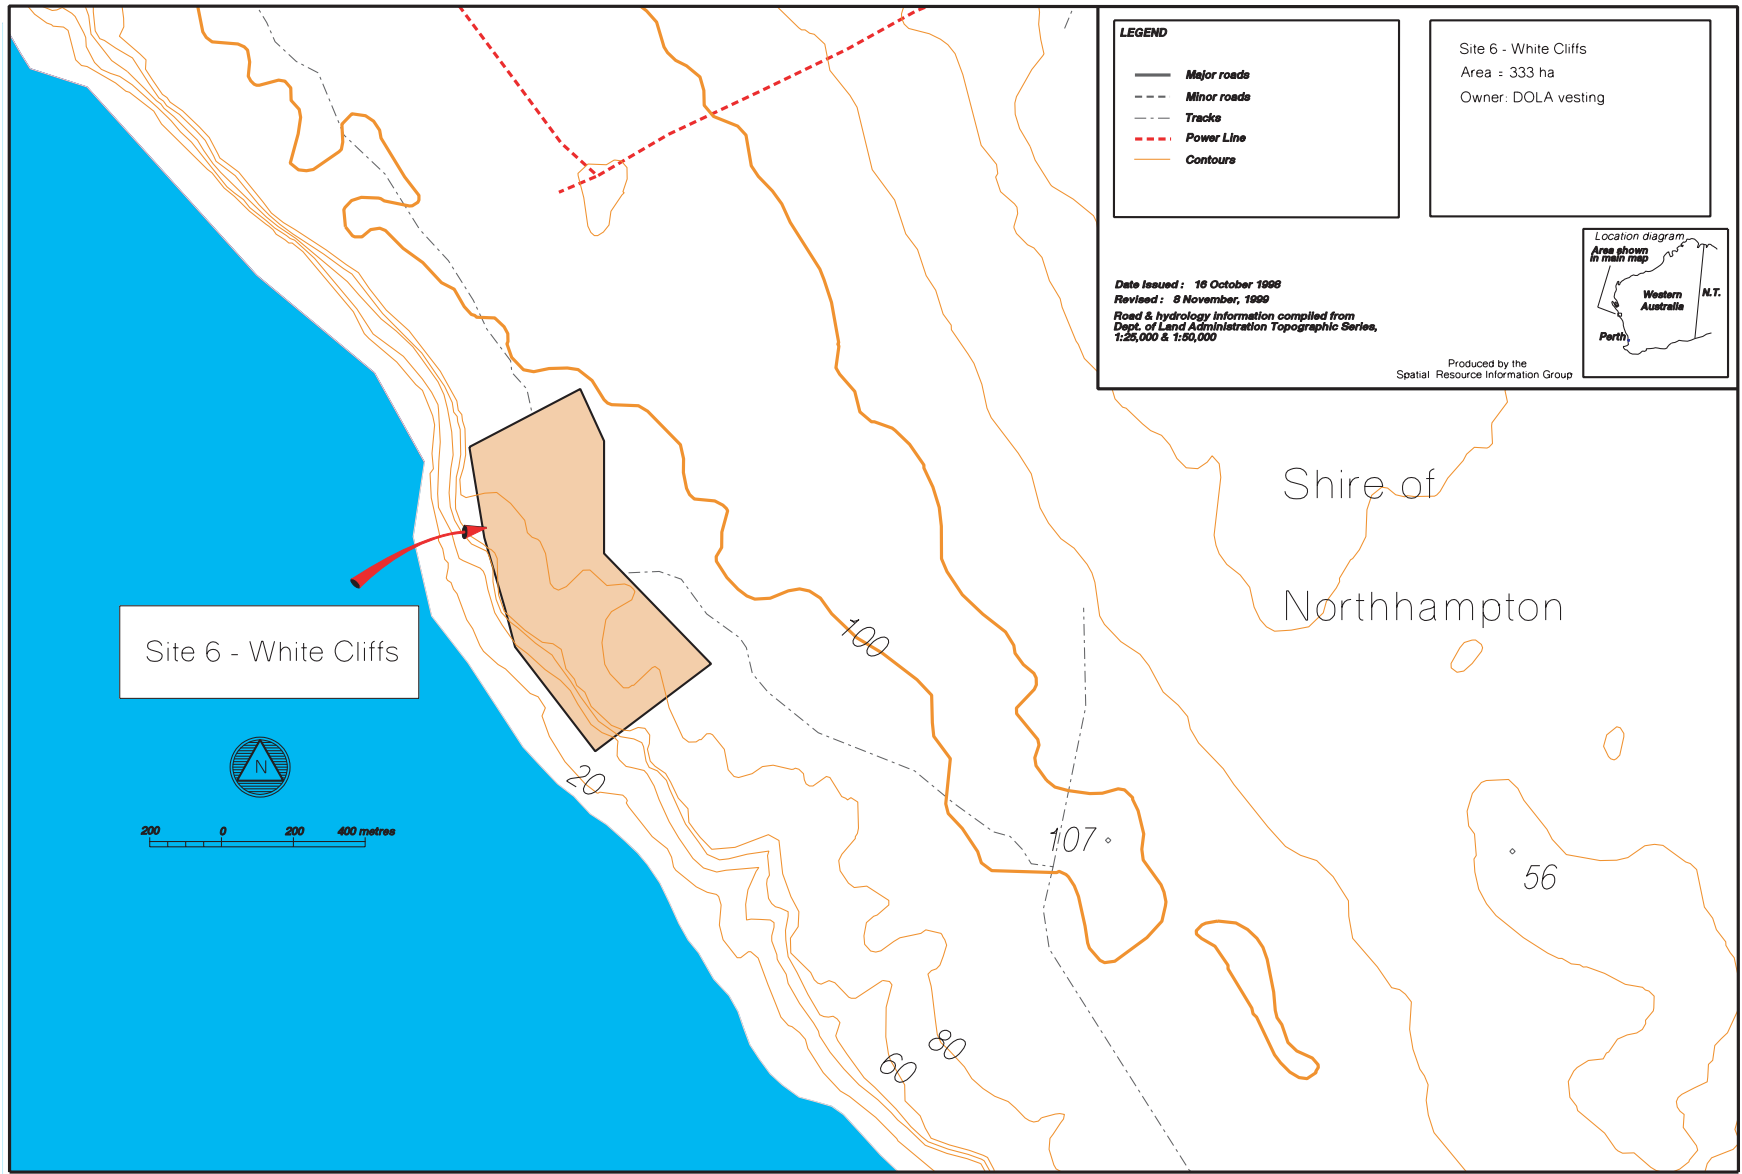 LEGEND
Major roads
Minor roads
Tracks
Power Line
Contours
Site 6 - White Cliffs
Area = 333 ha
Owner: DOLA vesting
Date Issued : 16 October 1998
Revised : 8 November, 1999
Road & hydrology information compiled from
Dept. of Land Administration Topographic Series,
1:25,000 & 1:50,000
Produced by the
Spatial Resource Information Group
Location diagram
Area shown
in main map
Western
Australia
N.T.
Perth
Shire of
Northhampton
Site 6 - White Cliffs
N
200 0 200 400 metres
100
20
107
56
80
60